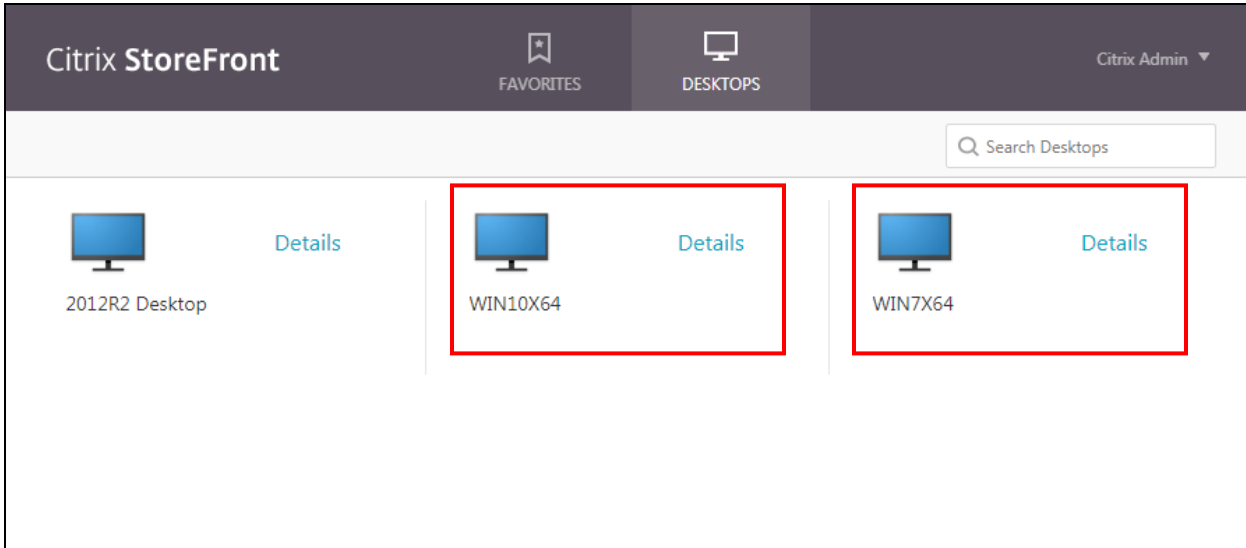 Citrix StoreFront
FAVORITES
DESKTOPS
Citrix Admin
Search Desktops
Details
2012R2 Desktop
Details
WIN10X64
Details
WIN7X64